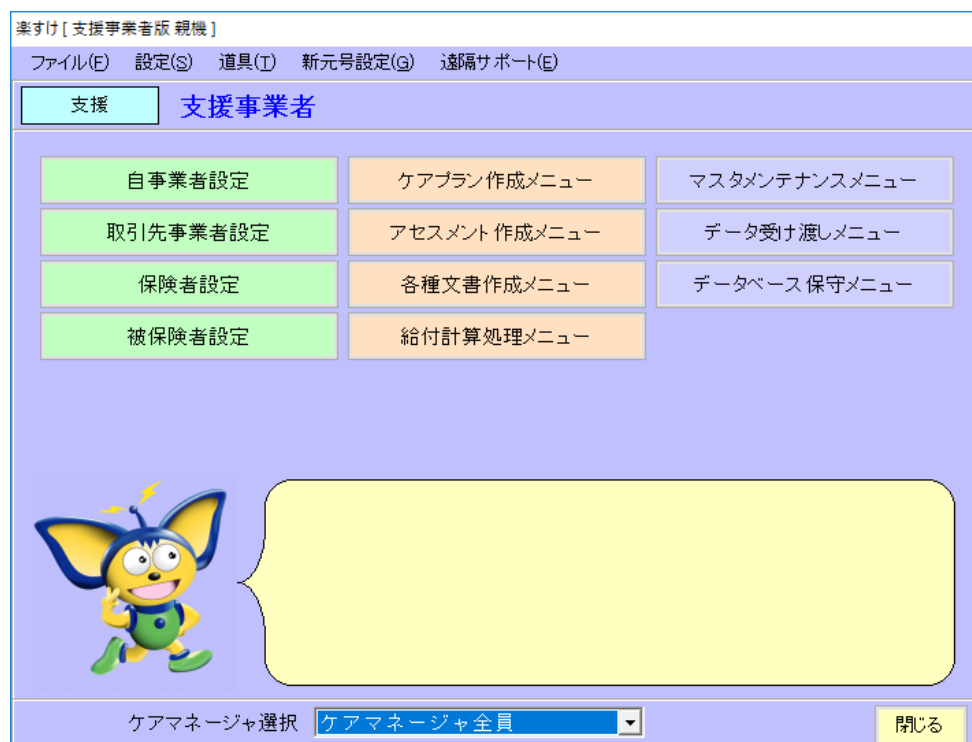 楽すけ [ 支援事業者版 親機 ]
ファイル(F) 設定(S) 道具(T) 新元号設定(G) 遠隔サポート(E)
支援 支援事業者
自事業者設定 ケアプラン作成メニュー マスタメンテナンスメニュー
取引先事業者設定 アセスメント作成メニュー データ受け渡しメニュー
保険者設定 各種文書作成メニュー データベース保守メニュー
被保険者設定 給付計算処理メニュー
ケアマネージャ選択 ケアマネージャ全員 閉じる